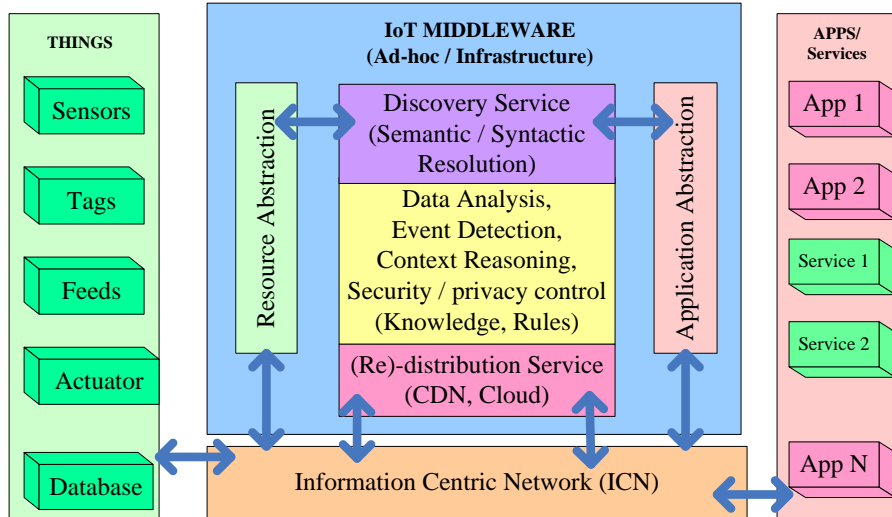 THINGS
Sensors
Tags
Feeds
Actuator
Database
IoT MIDDLEWARE
(Ad-hoc / Infrastructure)
Resource Abstraction
Discovery Service
(Semantic / Syntactic
Resolution)
Data Analysis,
Event Detection,
Context Reasoning,
Security / privacy control
(Knowledge, Rules)
(Re)-distribution Service
(CDN, Cloud)
Application Abstraction
Information Centric Network (ICN)
APPS/
Services
App 1
App 2
Service 1
Service 2
App N